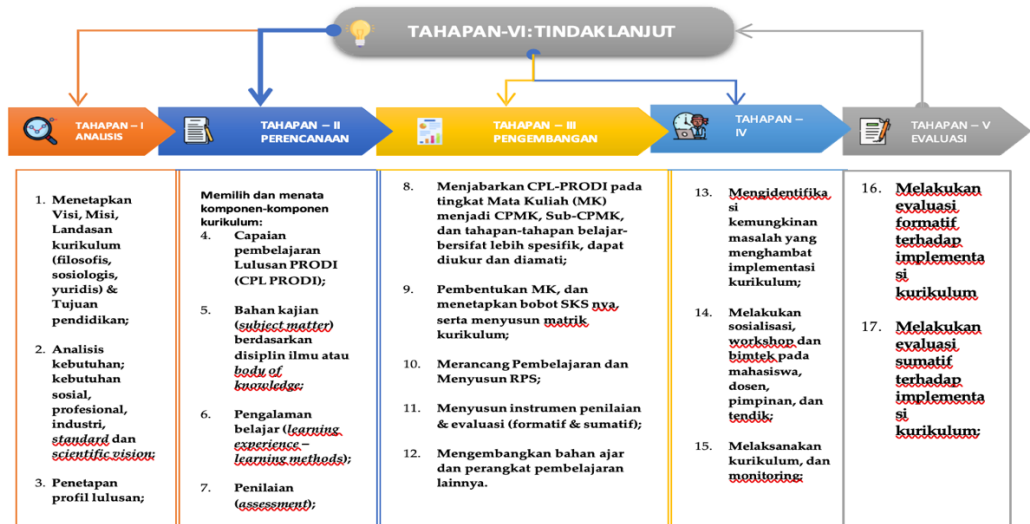 TAHAPAN-VI: TINDAK LANJUT
TAHAPAN – I
ANALISIS
TAHAPAN – II
PERENCANAAN
TAHAPAN – III
PENGEMBANGAN
TAHAPAN –
IV
TAHAPAN – V
EVALUASI
1. Menetapkan
Visi, Misi,
Landasan
kurikulum
(filosofis,
sosiologis,
yuridis) &
Tujuan
pendidikan;
2. Analisis
kebutuhan;
kebutuhan
sosial,
profesional,
industri,
standard dan
scientific vision;
3. Penetapan
profil lulusan;
Memilih dan menata
komponen-komponen
kurikulum:
4. Capaian
pembelajaran
Lulusan PRODI
(CPL PRODI);
5. Bahan kajian
(subject matter)
berdasarkan
disiplin ilmu atau
body of
knowledge;
6. Pengalaman
belajar (learning
experience –
learning methods);
7. Penilaian
(assessment);
8. Menjabarkan CPL-PRODI pada
tingkat Mata Kuliah (MK)
menjadi CPMK, Sub-CPMK,
dan tahapan-tahapan belajar-
bersifat lebih spesifik, dapat
diukur dan diamati;
9. Pembentukan MK, dan
menetapkan bobot SKS nya,
serta menyusun matrik
kurikulum;
10. Merancang Pembelajaran dan
Menyusun RPS;
11. Menyusun instrumen penilaian
& evaluasi (formatif & sumatif);
12. Mengembangkan bahan ajar
dan perangkat pembelajaran
lainnya.
13. Mengidentifika
si
kemungkinan
masalah yang
menghambat
implementasi
kurikulum;
14. Melakukan
sosialisasi,
workshop dan
bimtek pada
mahasiswa,
dosen,
pimpinan, dan
tendik;
15. Melaksanakan
kurikulum, dan
monitoring;
16. Melakukan
evaluasi
formatif
terhadap
implementa
si
kurikulum
17. Melakukan
evaluasi
sumatif
terhadap
implementa
si
kurikulum;